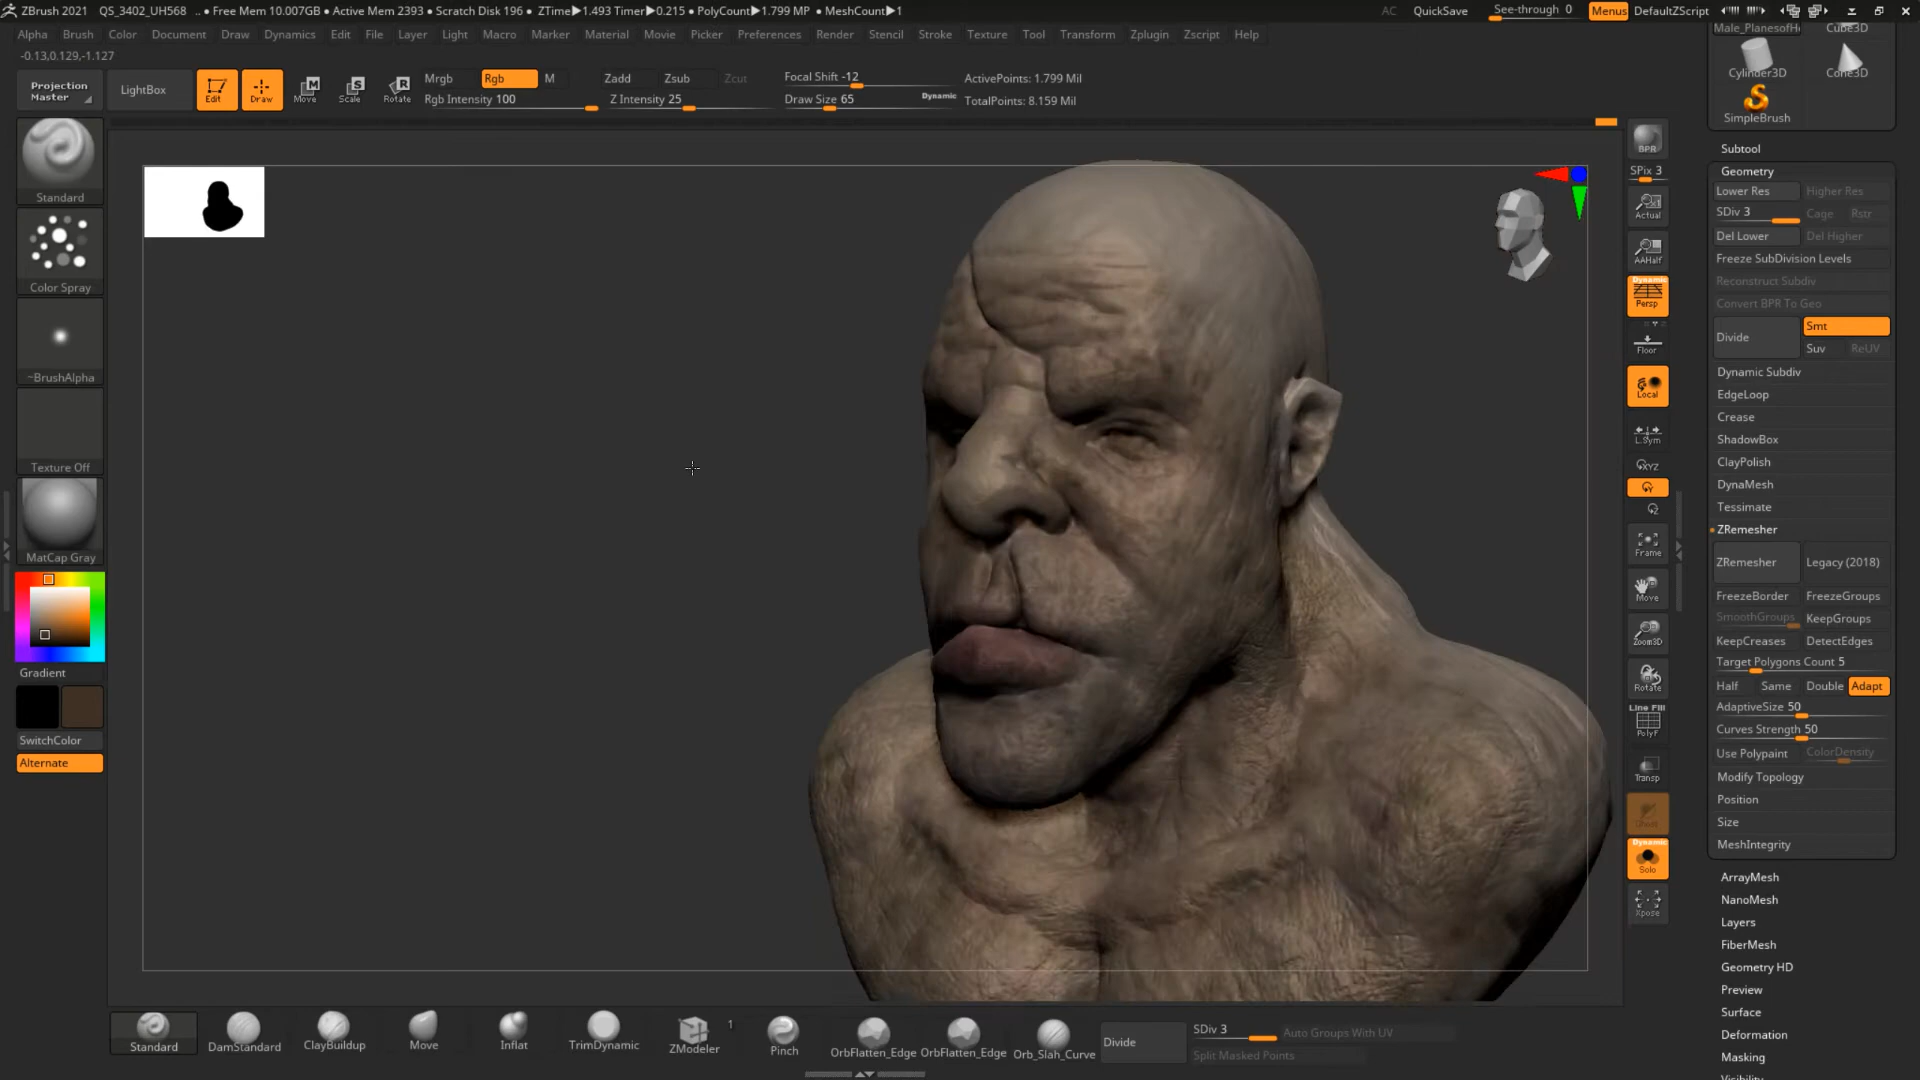 ZBrush 2021 QS_3402_UH568 .. ● Free Mem 10.007GB ● Active Mem 2393 ● Scratch Disk 196 ● ZTime▶1.493 Timer▶0.215 ● PolyCount▶1.799 MP ● MeshCount▶1 AC QuickSave See-through 0 Menus DefaultZScript
Alpha Brush Color Document Draw Dynamics Edit File Layer Light Macro Marker Material Movie Picker Preferences Render Stencil Stroke Texture Tool Transform Zplugin Zscript Help
-0.13,0.129,-1.127
Projection Master
LightBox
Edit
Draw
Move
Scale
Rotate
Mrgb Rgb M
Rgb Intensity 100
Zadd Zsub Zcut
Z Intensity 25
Focal Shift -12
Draw Size 65
Dynamic
ActivePoints: 1.799 Mil
TotalPoints: 8.159 Mil
Standard
Color Spray
~BrushAlpha
Texture Off
MatCap Gray
Gradient
SwitchColor
Alternate
BPR
SPix 3
Actual
AAHalf
Dynamic
Persp
Floor
Local
L.Sym
XYZ
Y
Z
Frame
Move
Zoom3D
Rotate
Line Fill
PolyF
Transp
Dynamic
Solo
Xpose
Male_PlanesofHe
Cube3D
Cylinder3D
Cone3D
SimpleBrush
Subtool
Geometry
Lower Res Higher Res
SDiv 3 Cage Rstr
Del Lower Del Higher
Freeze SubDivision Levels
Reconstruct Subdiv
Convert BPR To Geo
Divide
Smt
Suv ReUV
Dynamic Subdiv
EdgeLoop
Crease
ShadowBox
ClayPolish
DynaMesh
Tessimate
ZRemesher
ZRemesher Legacy (2018)
FreezeBorder FreezeGroups
SmoothGroups KeepGroups
KeepCreases DetectEdges
Target Polygons Count 5
Half Same Double Adapt
AdaptiveSize 50
Curves Strength 50
Use Polypaint ColorDensity
Modify Topology
Position
Size
MeshIntegrity
ArrayMesh
NanoMesh
Layers
FiberMesh
Geometry HD
Preview
Surface
Deformation
Masking
Visibility
Standard
DamStandard
ClayBuildup
Move
Inflat
TrimDynamic
ZModeler
1
Pinch
OrbFlatten_Edge
OrbFlatten_Edge
Orb_Slah_Curve
Divide
SDiv 3
Auto Groups With UV
Split Masked Points